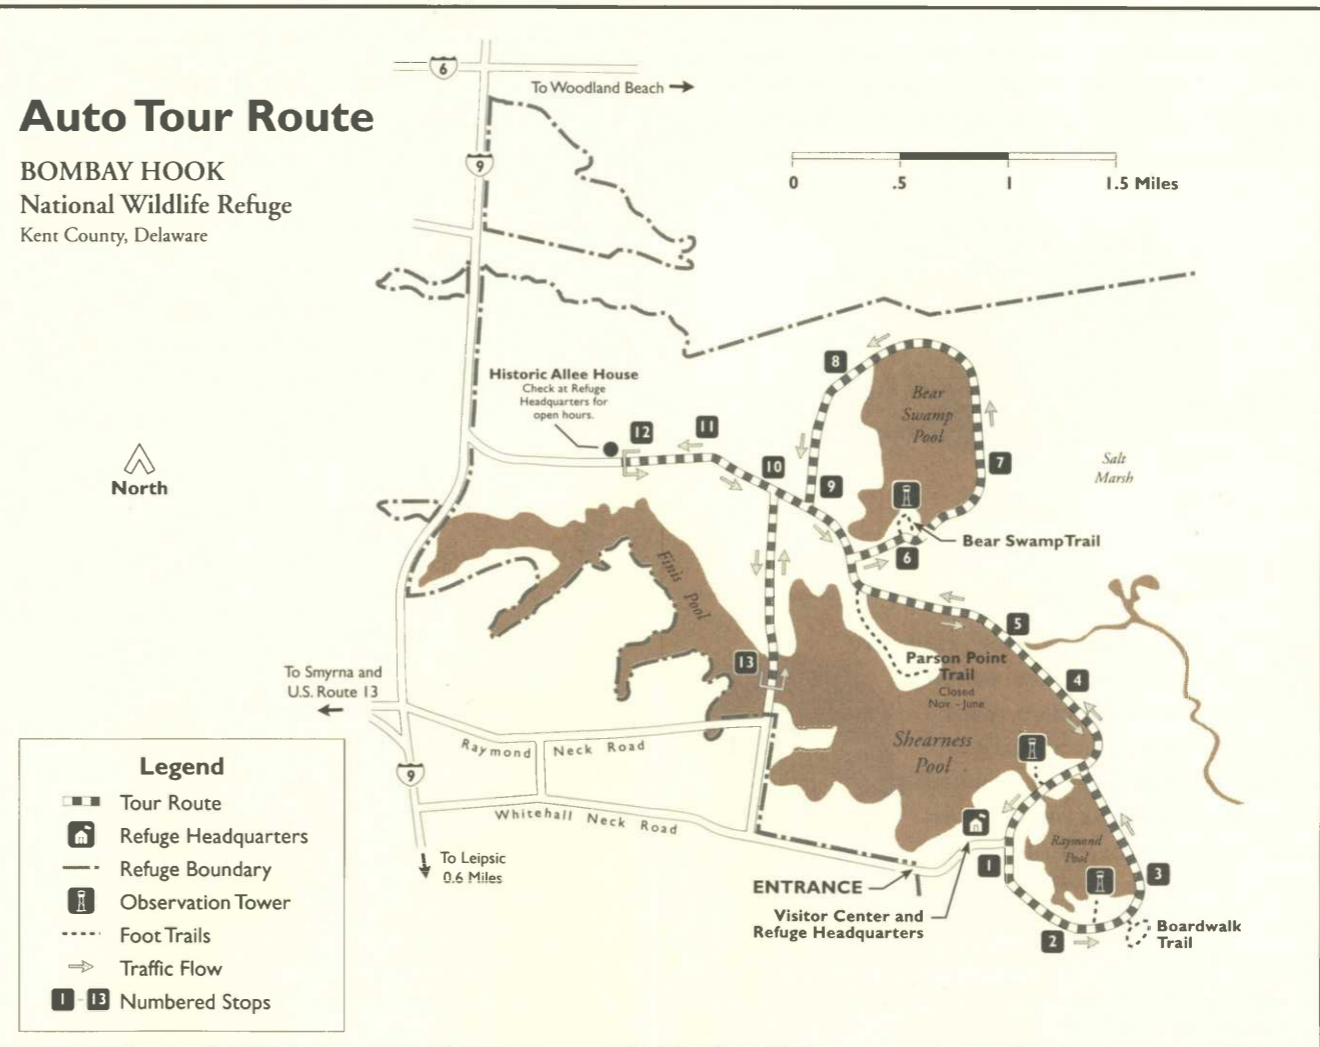 6
To Woodland Beach
Auto Tour Route
BOMBAY HOOK
National Wildlife Refuge
Kent County, Delaware
9
0 .5 1 1.5 Miles
8
Bear
Swamp
Pool
Historic Allee House
Check at Refuge
Headquarters for
open hours.
12
11
10
9
7
Salt
Marsh
North
Bear Swamp Trail
6
Finis
Pool
5
13
Parson Point
Trail
Closed
Nov. - June
4
To Smyrna and
U.S. Route 13
Shearness
Pool
Raymond Neck Road
9
Whitehall Neck Road
Raymond
Pool
To Leipsic
0.6 Miles
1
3
ENTRANCE
Visitor Center and
Refuge Headquarters
2
Boardwalk
Trail
Legend
Tour Route
Refuge Headquarters
Refuge Boundary
Observation Tower
Foot Trails
Traffic Flow
1 - 13 Numbered Stops